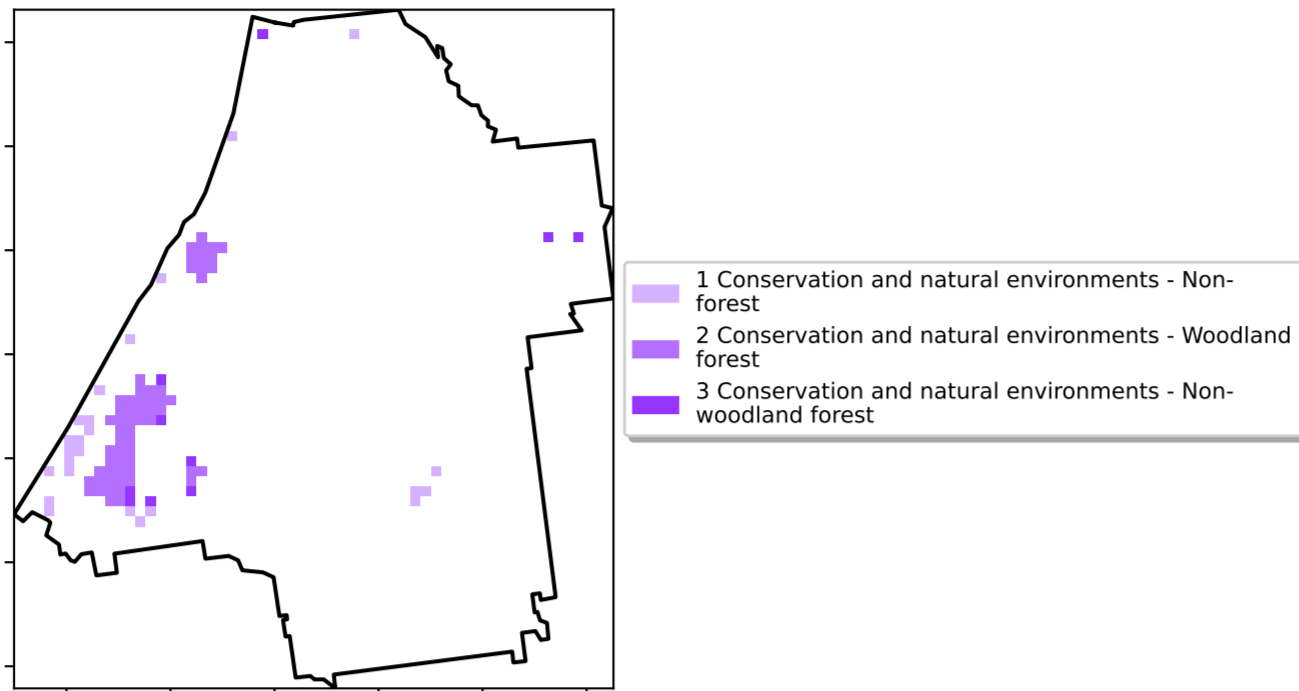 1 Conservation and natural environments - Non-
forest
2 Conservation and natural environments - Woodland
forest
3 Conservation and natural environments - Non-
woodland forest